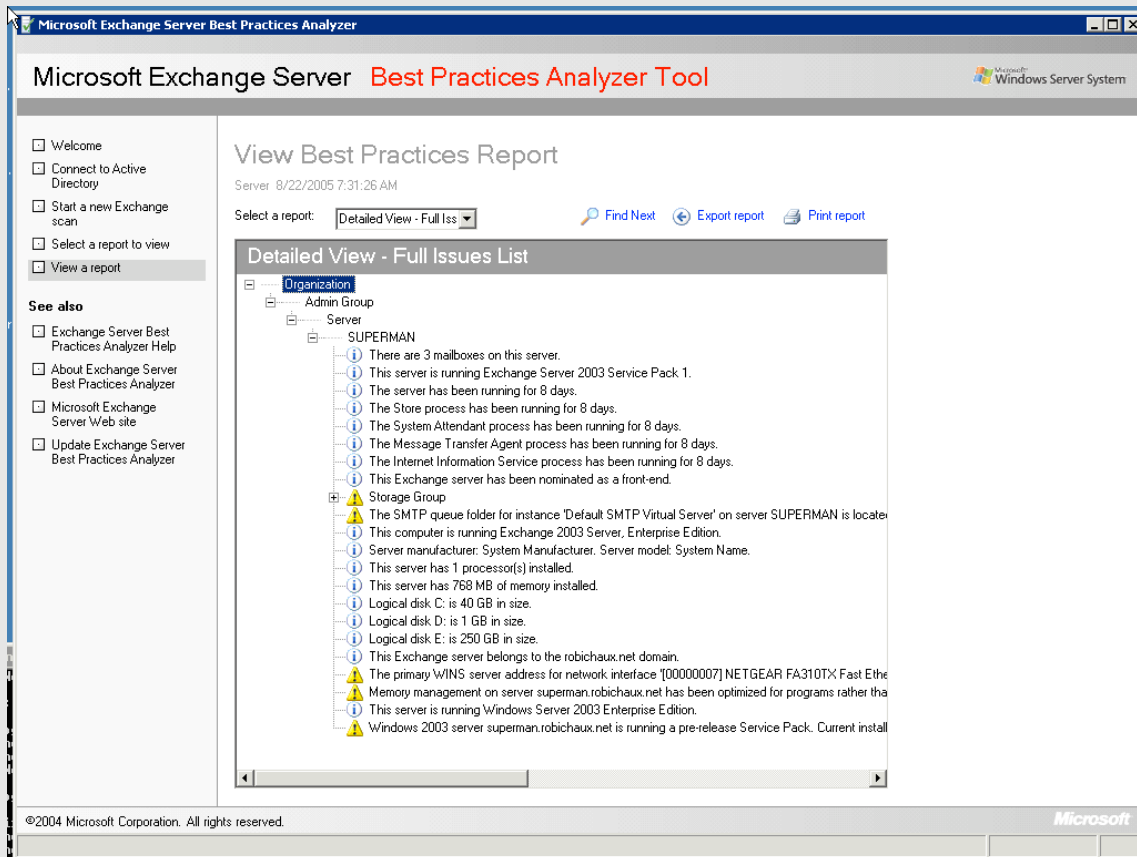 Microsoft Exchange Server Best Practices Analyzer
Microsoft Exchange Server Best Practices Analyzer Tool
Microsoft
Windows Server System
Welcome
Connect to Active
Directory
Start a new Exchange
scan
Select a report to view
View a report
See also
Exchange Server Best
Practices Analyzer Help
About Exchange Server
Best Practices Analyzer
Microsoft Exchange
Server Web site
Update Exchange Server
Best Practices Analyzer
View Best Practices Report
Server 8/22/2005 7:31:26 AM
Select a report:
Detailed View - Full Iss
Find Next
Export report
Print report
Detailed View - Full Issues List
Organization
Admin Group
Server
SUPERMAN
There are 3 mailboxes on this server.
This server is running Exchange Server 2003 Service Pack 1.
The server has been running for 8 days.
The Store process has been running for 8 days.
The System Attendant process has been running for 8 days.
The Message Transfer Agent process has been running for 8 days.
The Internet Information Service process has been running for 8 days.
This Exchange server has been nominated as a front-end.
Storage Group
The SMTP queue folder for instance 'Default SMTP Virtual Server' on server SUPERMAN is locate
This computer is running Exchange 2003 Server, Enterprise Edition.
Server manufacturer: System Manufacturer. Server model: System Name.
This server has 1 processor(s) installed.
This server has 768 MB of memory installed.
Logical disk C: is 40 GB in size.
Logical disk D: is 1 GB in size.
Logical disk E: is 250 GB in size.
This Exchange server belongs to the robichaux.net domain.
The primary WINS server address for network interface '[00000007] NETGEAR FA310TX Fast Ethe
Memory management on server superman.robichaux.net has been optimized for programs rather tha
This server is running Windows Server 2003 Enterprise Edition.
Windows 2003 server superman.robichaux.net is running a pre-release Service Pack. Current install
©2004 Microsoft Corporation. All rights reserved.
Microsoft